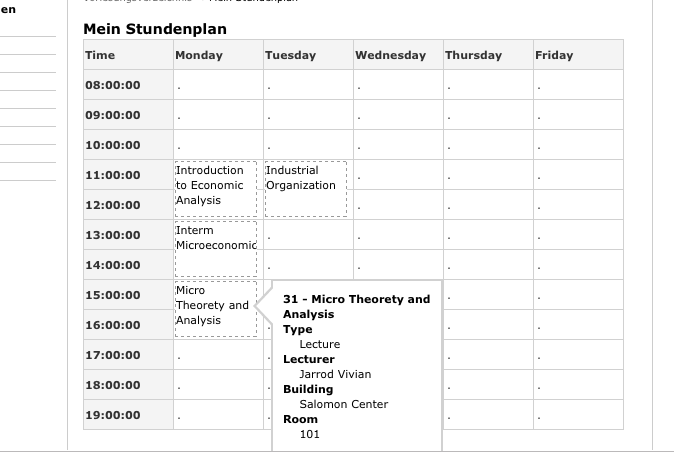 en
Mein Stundenplan
Time Monday Tuesday Wednesday Thursday Friday
08:00:00 . . . . .
09:00:00 . . . . .
10:00:00 . . . . .
11:00:00 Introduction to Economic Analysis Industrial Organization . . .
12:00:00 . . .
13:00:00 Interm Microeconomic . . . .
14:00:00 . . . .
15:00:00 Micro Theorety and Analysis . .
16:00:00 . . .
17:00:00 . . . .
18:00:00 . . . .
19:00:00 . . . .
31 - Micro Theorety and
Analysis
Type
Lecture
Lecturer
Jarrod Vivian
Building
Salomon Center
Room
101